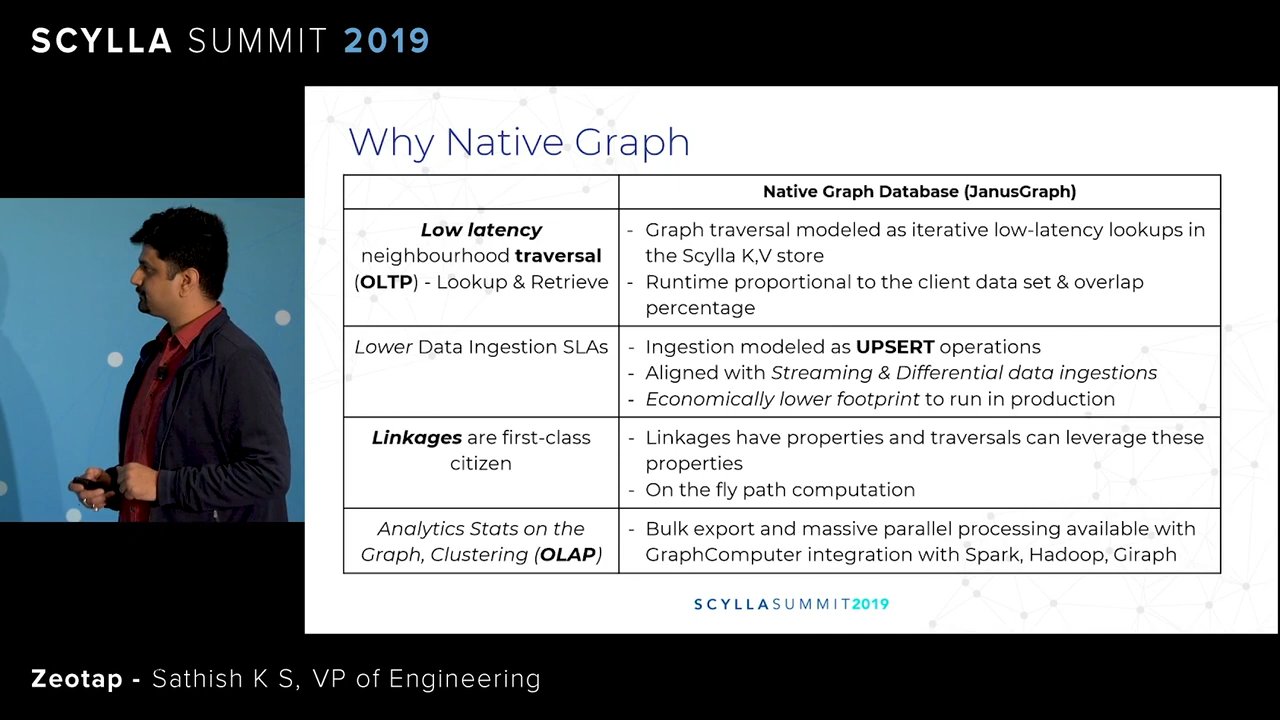 SCYLLA SUMMIT 2019
Why Native Graph
Native Graph Database (JanusGraph)
Low latency
neighbourhood traversal
(OLTP) - Lookup & Retrieve
- Graph traversal modeled as iterative low-latency lookups in
the Scylla K,V store
- Runtime proportional to the client data set & overlap
percentage
Lower Data Ingestion SLAs
- Ingestion modeled as UPSERT operations
- Aligned with Streaming & Differential data ingestions
- Economically lower footprint to run in production
Linkages are first-class
citizen
- Linkages have properties and traversals can leverage these
properties
- On the fly path computation
Analytics Stats on the
Graph, Clustering (OLAP)
- Bulk export and massive parallel processing available with
GraphComputer integration with Spark, Hadoop, Giraph
SCYLLASUMMIT2019
Zeotap - Sathish K S, VP of Engineering